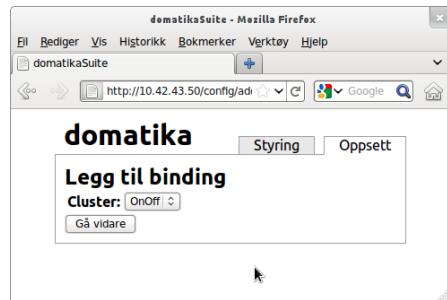 domatikaSuite - Mozilla Firefox
Fil Rediger Vis Historikk Bokmerker Verktøy Hjelp
domatikaSuite
http://10.42.43.50/config/add
Google
domatika
Styring Oppsett
Legg til binding
Cluster: OnOff
Gå vidare